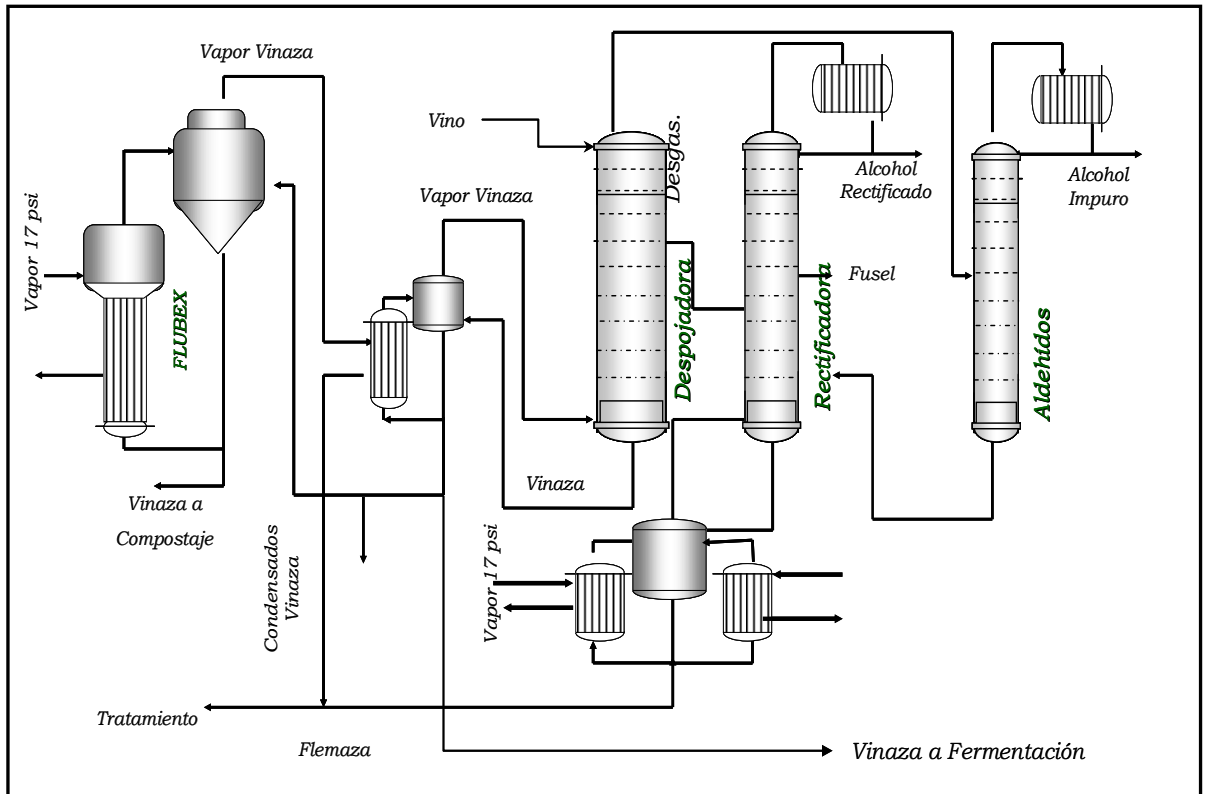 Vapor Vinaza
Vino
Desgas.
Alcohol
Rectificado
Alcohol
Impuro
Vapor Vinaza
Vapor 17 psi
FLUBEX
Despojadora
Rectificadora
Fusel
Aldehídos
Vinaza a
Compostaje
Vinaza
Condensados
Vinaza
Vapor 17 psi
Tratamiento
Flemaza
Vinaza a Fermentación